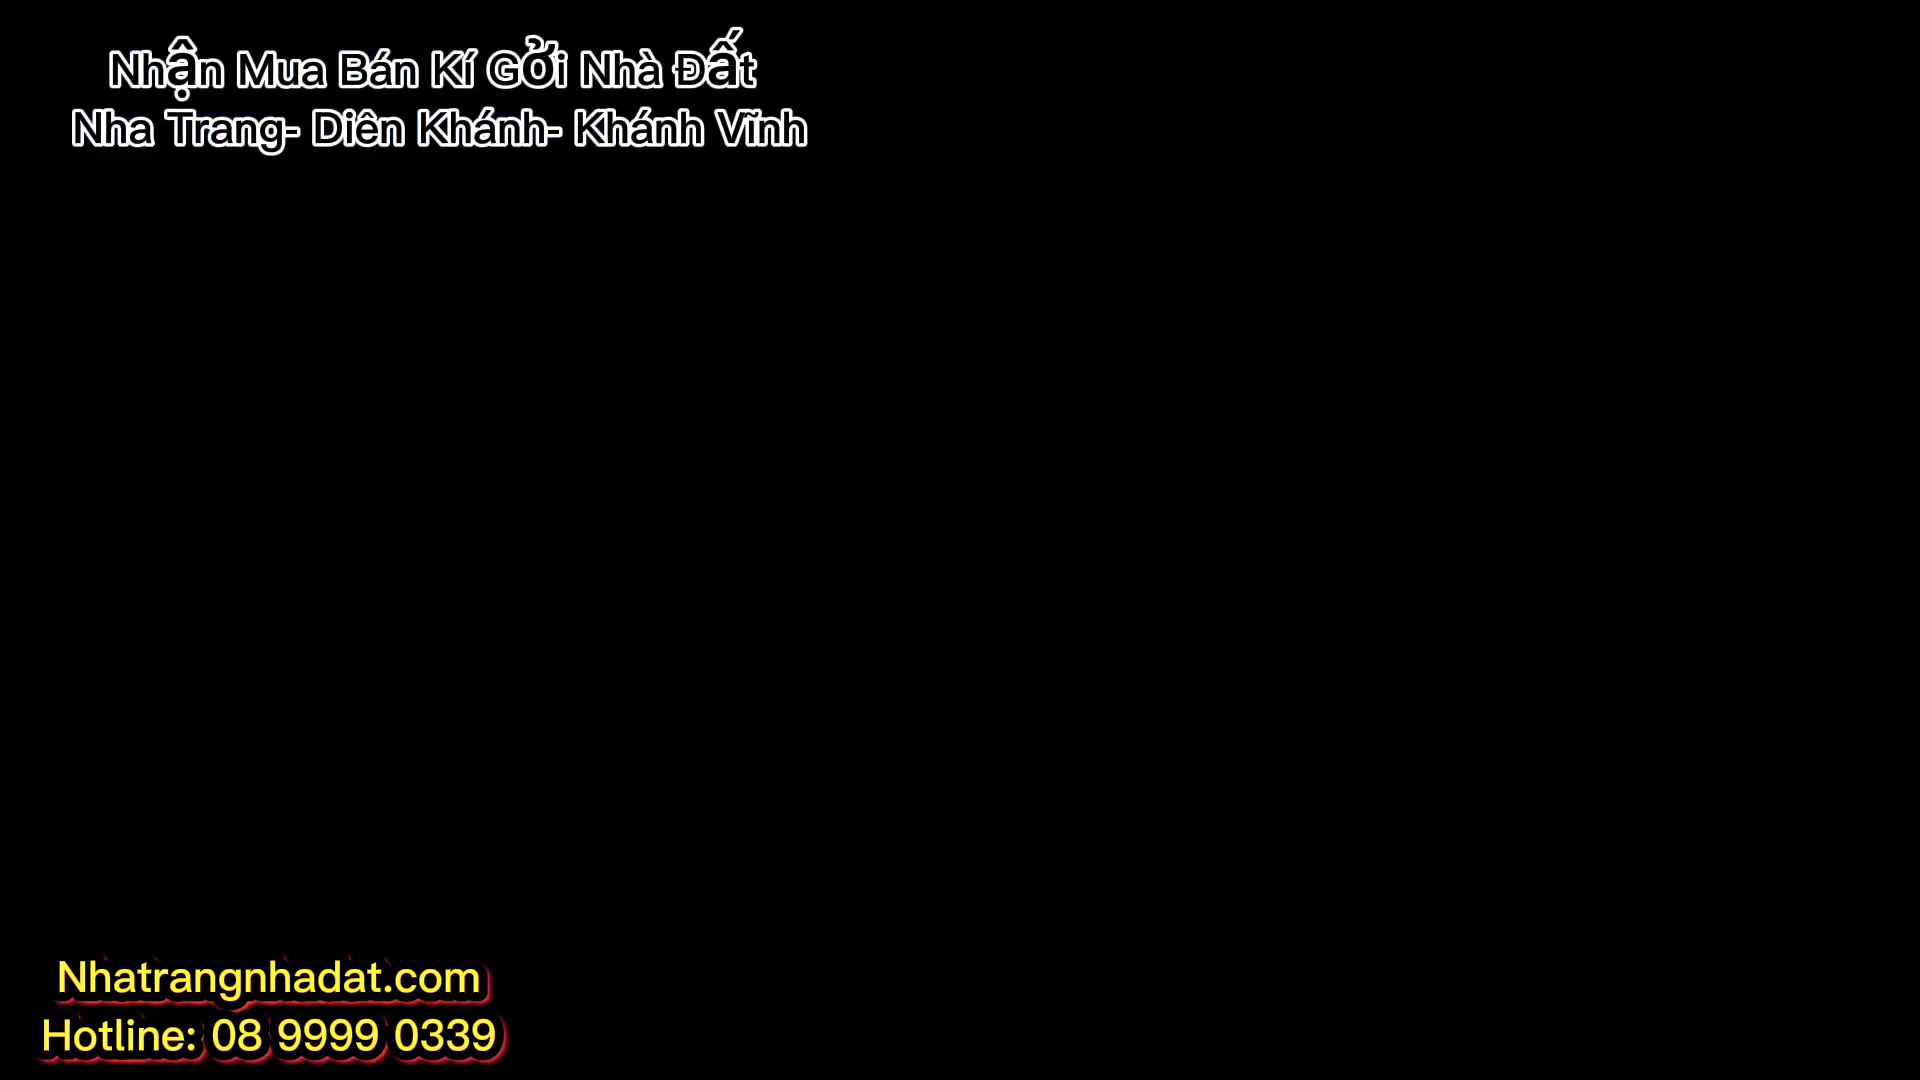 Nhận Mua Bán Kí Gởi Nhà Đất
Nha Trang- Diên Khánh- Khánh Vĩnh
Nhatrangnhadat.com
Hotline: 08 9999 0339